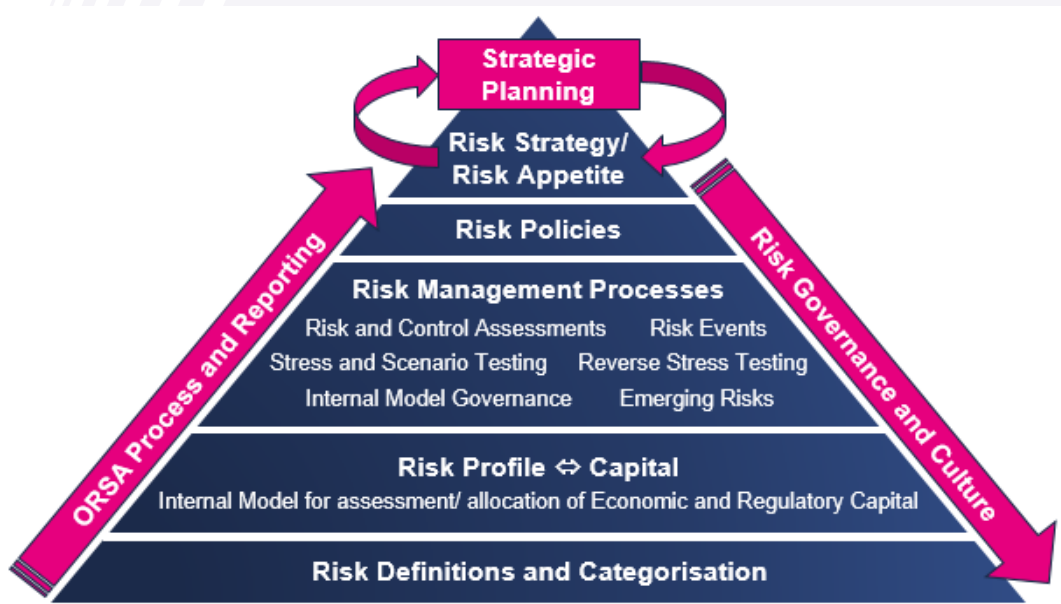 Strategic
Planning
Risk Strategy/
Risk Appetite
Risk Policies
Risk Management Processes
Risk and Control Assessments Risk Events
Stress and Scenario Testing Reverse Stress Testing
Internal Model Governance Emerging Risks
Risk Profile ⇔ Capital
Internal Model for assessment/ allocation of Economic and Regulatory Capital
Risk Definitions and Categorisation
ORSA Process and Reporting
Risk Governance and Culture